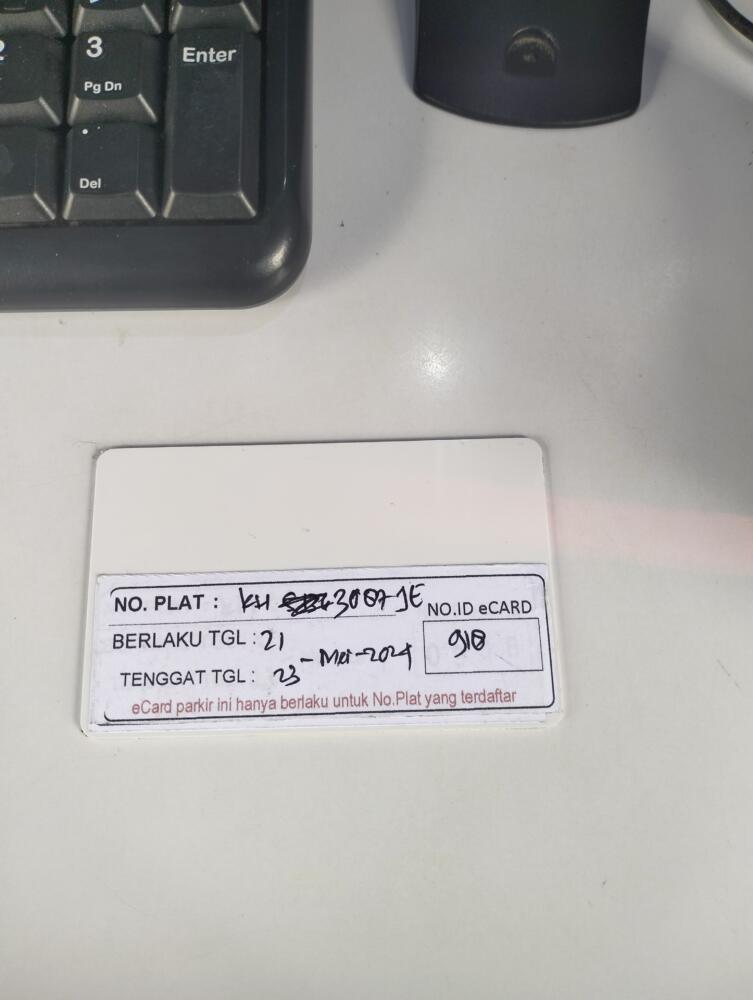 3
Enter
Pg Dn
Del
NO. PLAT : KH 3087 JE
NO.ID eCARD
BERLAKU TGL : 21
910
TENGGAT TGL : 23 - Mei - 2024
eCard parkir ini hanya berlaku untuk No.Plat yang terdaftar